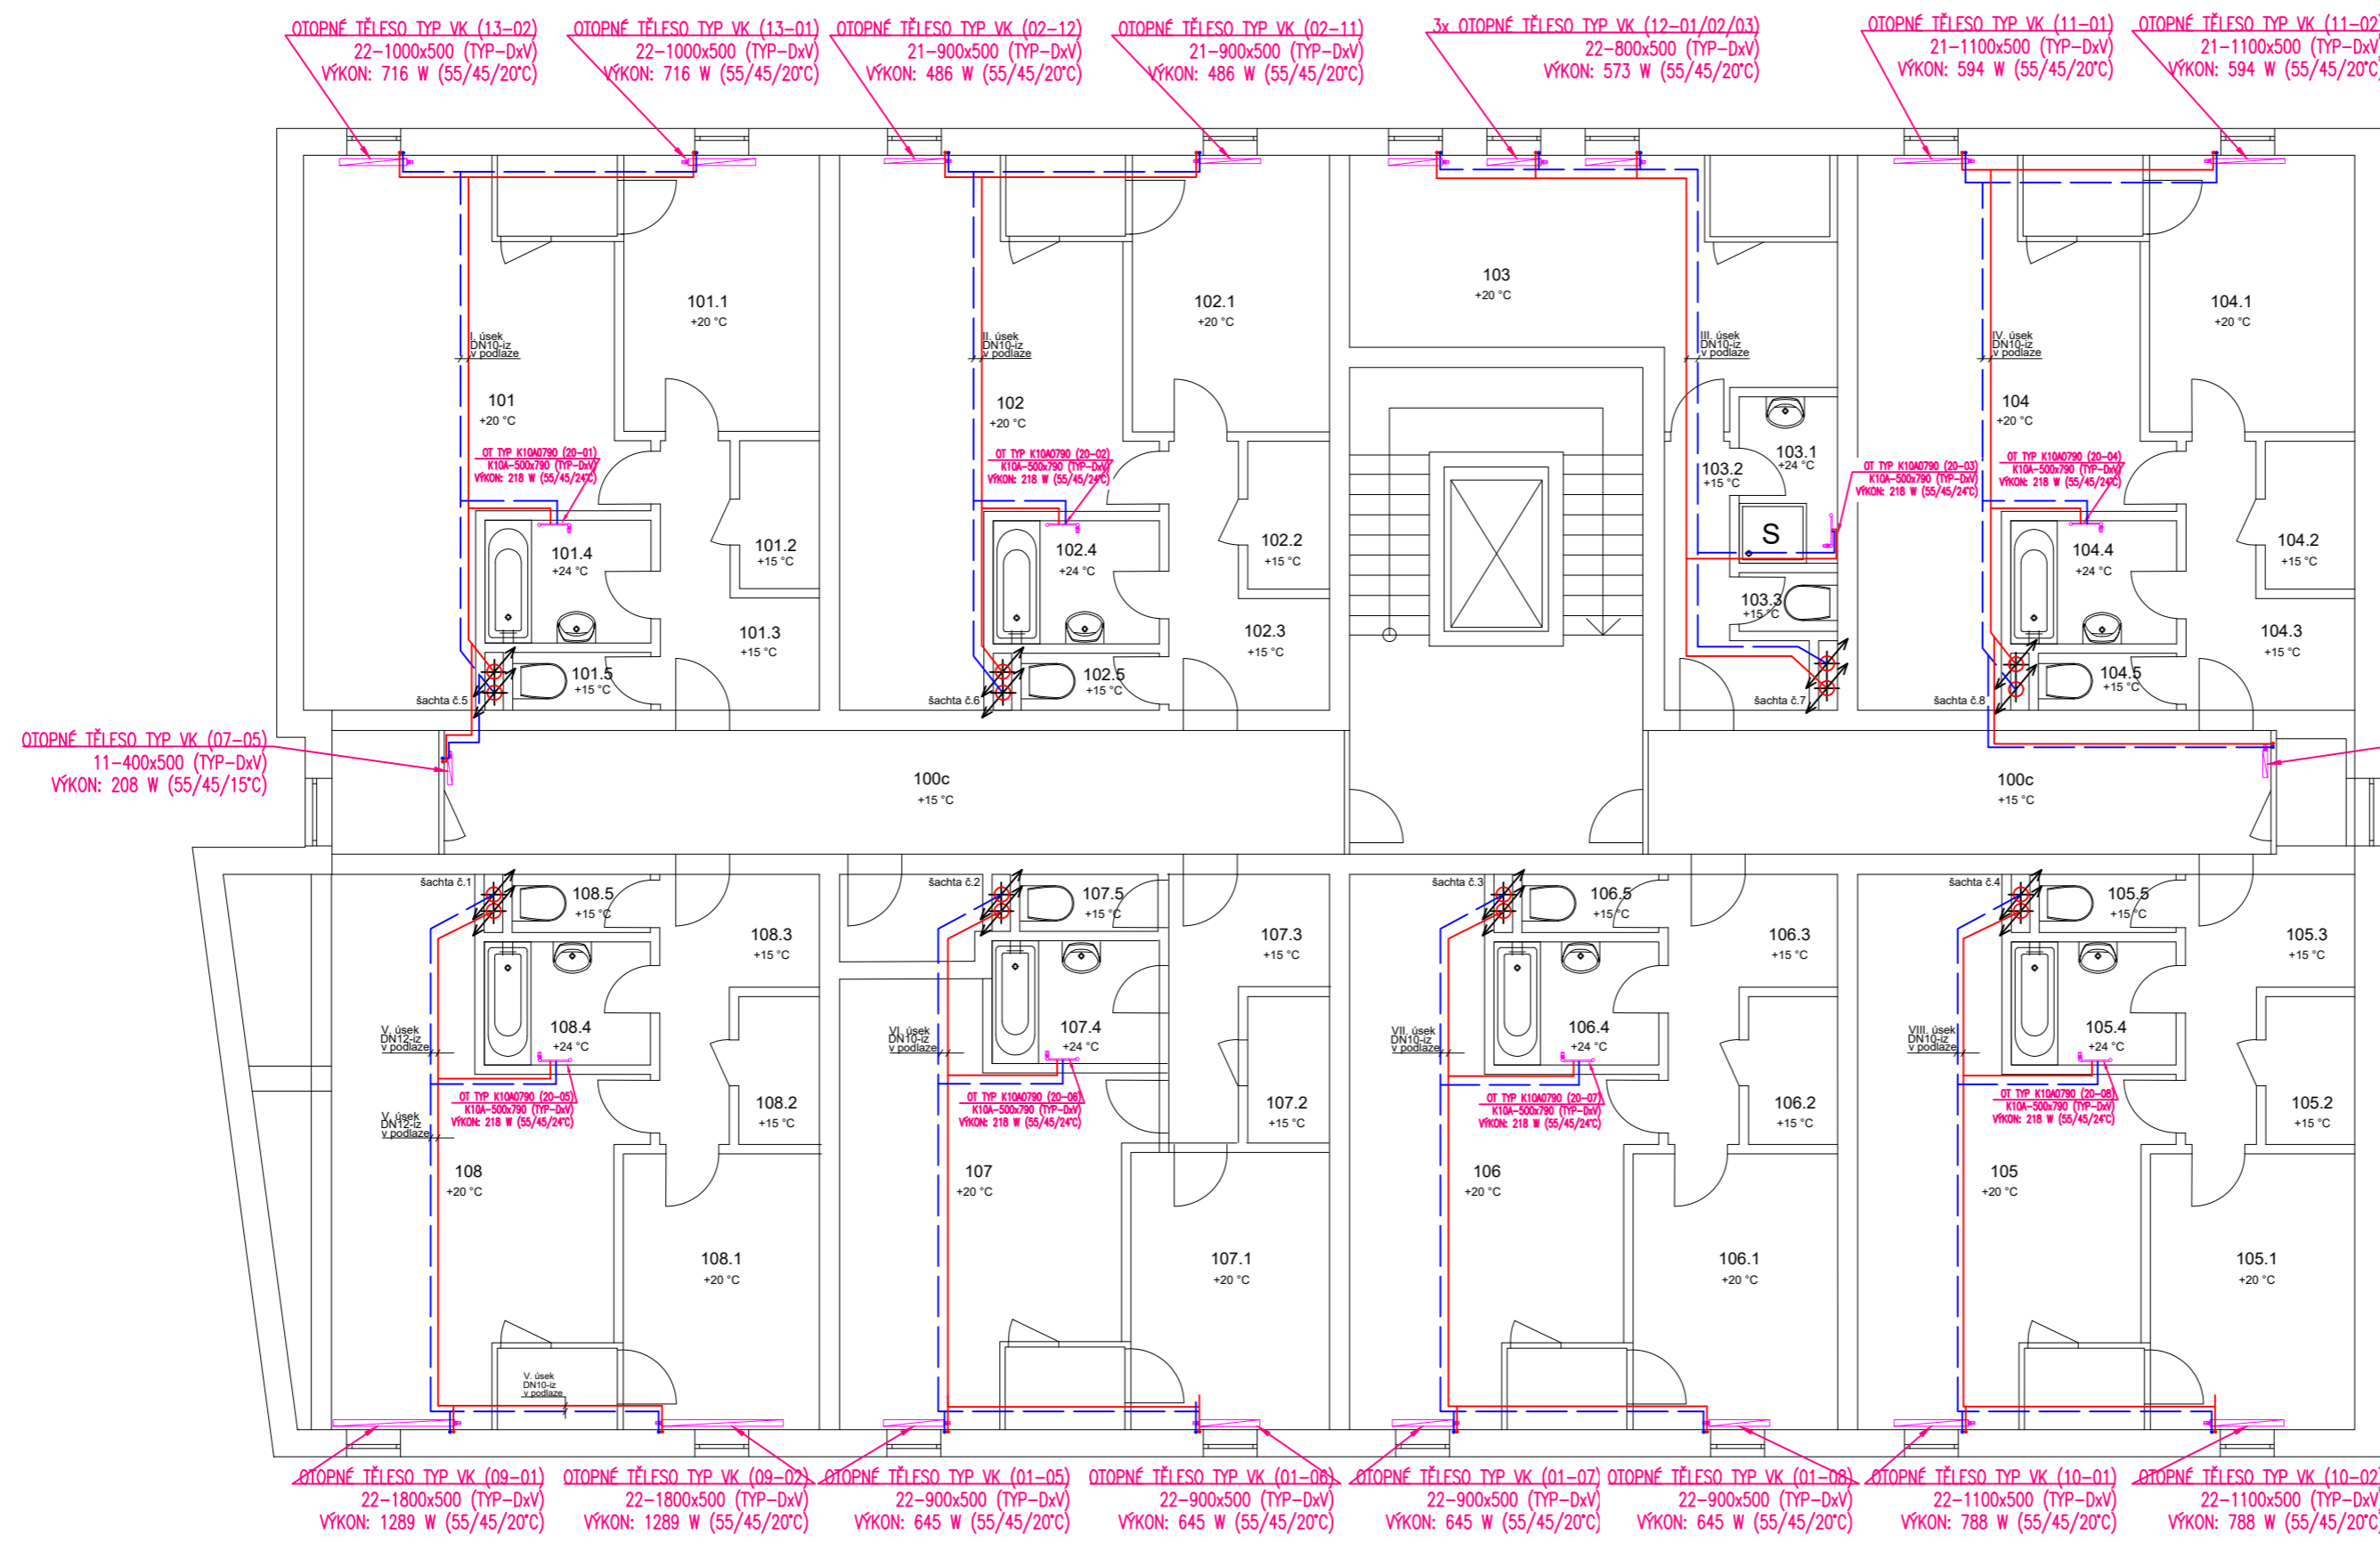 OTOPNÉ TĚLESO TYP VK (13-02)
22-1000x500 (TYP-DxV)
VÝKON: 716 W (55/45/20°C)
OTOPNÉ TĚLESO TYP VK (13-01)
22-1000x500 (TYP-DxV)
VÝKON: 716 W (55/45/20°C)
OTOPNÉ TĚLESO TYP VK (02-12)
21-900x500 (TYP-DxV)
VÝKON: 486 W (55/45/20°C)
OTOPNÉ TĚLESO TYP VK (02-11)
21-900x500 (TYP-DxV)
VÝKON: 486 W (55/45/20°C)
3x OTOPNÉ TĚLESO TYP VK (12-01/02/03)
22-800x500 (TYP-DxV)
VÝKON: 573 W (55/45/20°C)
OTOPNÉ TĚLESO TYP VK (11-01)
21-1100x500 (TYP-DxV)
VÝKON: 594 W (55/45/20°C)
OTOPNÉ TĚLESO TYP VK (11-02)
21-1100x500 (TYP-DxV)
VÝKON: 594 W (55/45/20°C)
101.1
+20 °C
102.1
+20 °C
103
+20 °C
104.1
+20 °C
I. úsek
DN10-iz
v podlaze
II. úsek
DN10-iz
v podlaze
III. úsek
DN10-iz
v podlaze
IV. úsek
DN10-iz
v podlaze
101
+20 °C
102
+20 °C
104
+20 °C
OT TYP K10A0790 (20-01)
K10A-500x790 (TYP-DxV)
VÝKON: 218 W (55/45/24°C)
OT TYP K10A0790 (20-02)
K10A-500x790 (TYP-DxV)
VÝKON: 218 W (55/45/24°C)
103.2
+15 °C
103.1
+24 °C
OT TYP K10A0790 (20-03)
K10A-500x790 (TYP-DxV)
VÝKON: 218 W (55/45/24°C)
OT TYP K10A0790 (20-04)
K10A-500x790 (TYP-DxV)
VÝKON: 218 W (55/45/24°C)
S
101.4
+24 °C
101.2
+15 °C
102.4
+24 °C
102.2
+15 °C
104.4
+24 °C
104.2
+15 °C
103.3
+15 °C
101.3
+15 °C
102.3
+15 °C
104.3
+15 °C
101.5
+15 °C
102.5
+15 °C
104.5
+15 °C
šachta č.5
šachta č.6
šachta č.7
šachta č.8
OTOPNÉ TĚLESO TYP VK (07-05)
11-400x500 (TYP-DxV)
VÝKON: 208 W (55/45/15°C)
100c
+15 °C
100c
+15 °C
šachta č.1
šachta č.2
šachta č.3
šachta č.4
108.5
+15 °C
107.5
+15 °C
106.5
+15 °C
105.5
+15 °C
108.3
+15 °C
107.3
+15 °C
106.3
+15 °C
105.3
+15 °C
V. úsek
DN12-iz
v podlaze
108.4
+24 °C
VI. úsek
DN10-iz
v podlaze
107.4
+24 °C
VII. úsek
DN10-iz
v podlaze
106.4
+24 °C
VIII. úsek
DN10-iz
v podlaze
105.4
+24 °C
OT TYP K10A0790 (20-05)
K10A-500x790 (TYP-DxV)
VÝKON: 218 W (55/45/24°C)
OT TYP K10A0790 (20-06)
K10A-500x790 (TYP-DxV)
VÝKON: 218 W (55/45/24°C)
OT TYP K10A0790 (20-07)
K10A-500x790 (TYP-DxV)
VÝKON: 218 W (55/45/24°C)
OT TYP K10A0790 (20-08)
K10A-500x790 (TYP-DxV)
VÝKON: 218 W (55/45/24°C)
V. úsek
DN12-iz
v podlaze
108.2
+15 °C
107.2
+15 °C
106.2
+15 °C
105.2
+15 °C
108
+20 °C
107
+20 °C
106
+20 °C
105
+20 °C
108.1
+20 °C
107.1
+20 °C
106.1
+20 °C
105.1
+20 °C
V. úsek
DN10-iz
v podlaze
OTOPNÉ TĚLESO TYP VK (09-01)
22-1800x500 (TYP-DxV)
VÝKON: 1289 W (55/45/20°C)
OTOPNÉ TĚLESO TYP VK (09-02)
22-1800x500 (TYP-DxV)
VÝKON: 1289 W (55/45/20°C)
OTOPNÉ TĚLESO TYP VK (01-05)
22-900x500 (TYP-DxV)
VÝKON: 645 W (55/45/20°C)
OTOPNÉ TĚLESO TYP VK (01-06)
22-900x500 (TYP-DxV)
VÝKON: 645 W (55/45/20°C)
OTOPNÉ TĚLESO TYP VK (01-07)
22-900x500 (TYP-DxV)
VÝKON: 645 W (55/45/20°C)
OTOPNÉ TĚLESO TYP VK (01-08)
22-900x500 (TYP-DxV)
VÝKON: 645 W (55/45/20°C)
OTOPNÉ TĚLESO TYP VK (10-01)
22-1100x500 (TYP-DxV)
VÝKON: 788 W (55/45/20°C)
OTOPNÉ TĚLESO TYP VK (10-02)
22-1100x500 (TYP-DxV)
VÝKON: 788 W (55/45/20°C)